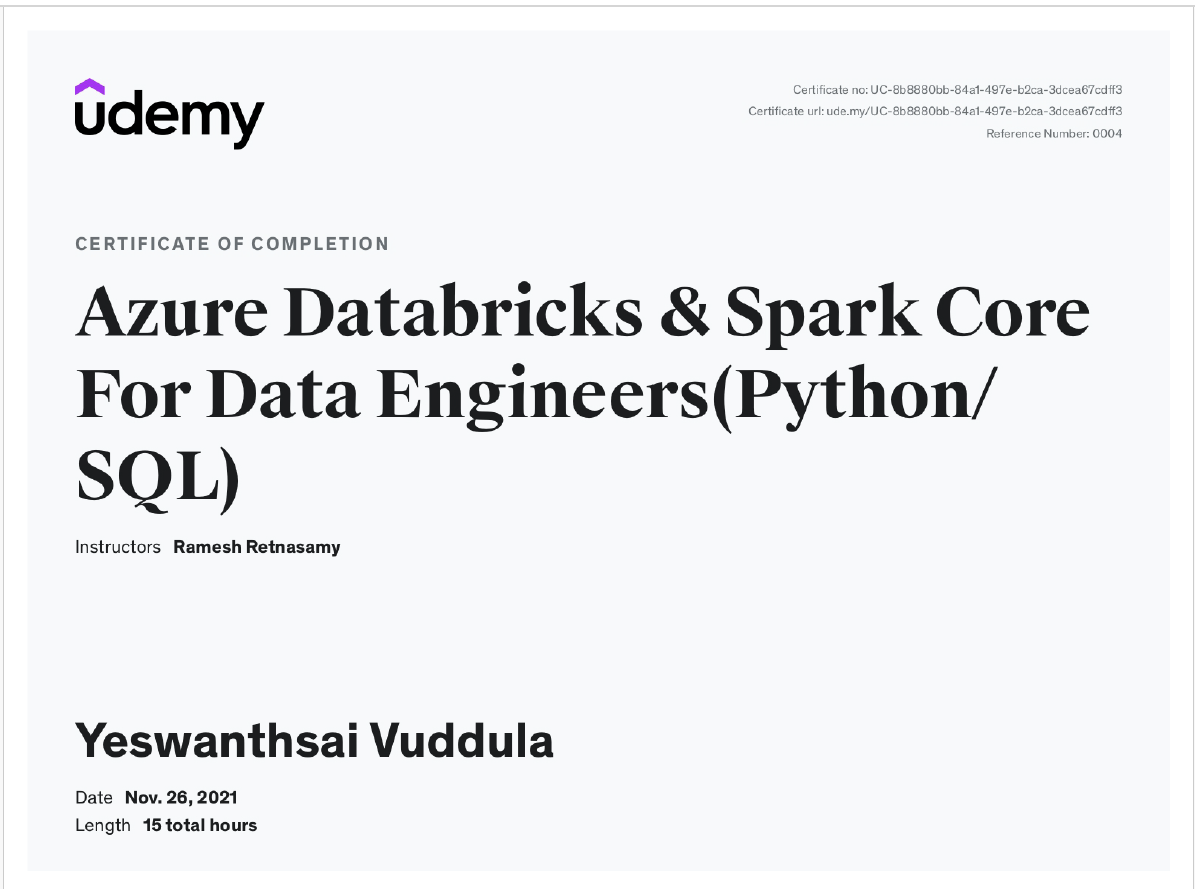 udemy
Certificate no: UC-8b8880bb-84a1-497e-b2ca-3dcea67cdff3
Certificate url: ude.my/UC-8b8880bb-84a1-497e-b2ca-3dcea67cdff3
Reference Number: 0004
CERTIFICATE OF COMPLETION
Azure Databricks & Spark Core
For Data Engineers(Python/
SQL)
Instructors Ramesh Retnasamy
Yeswanthsai Vuddula
Date Nov. 26, 2021
Length 15 total hours